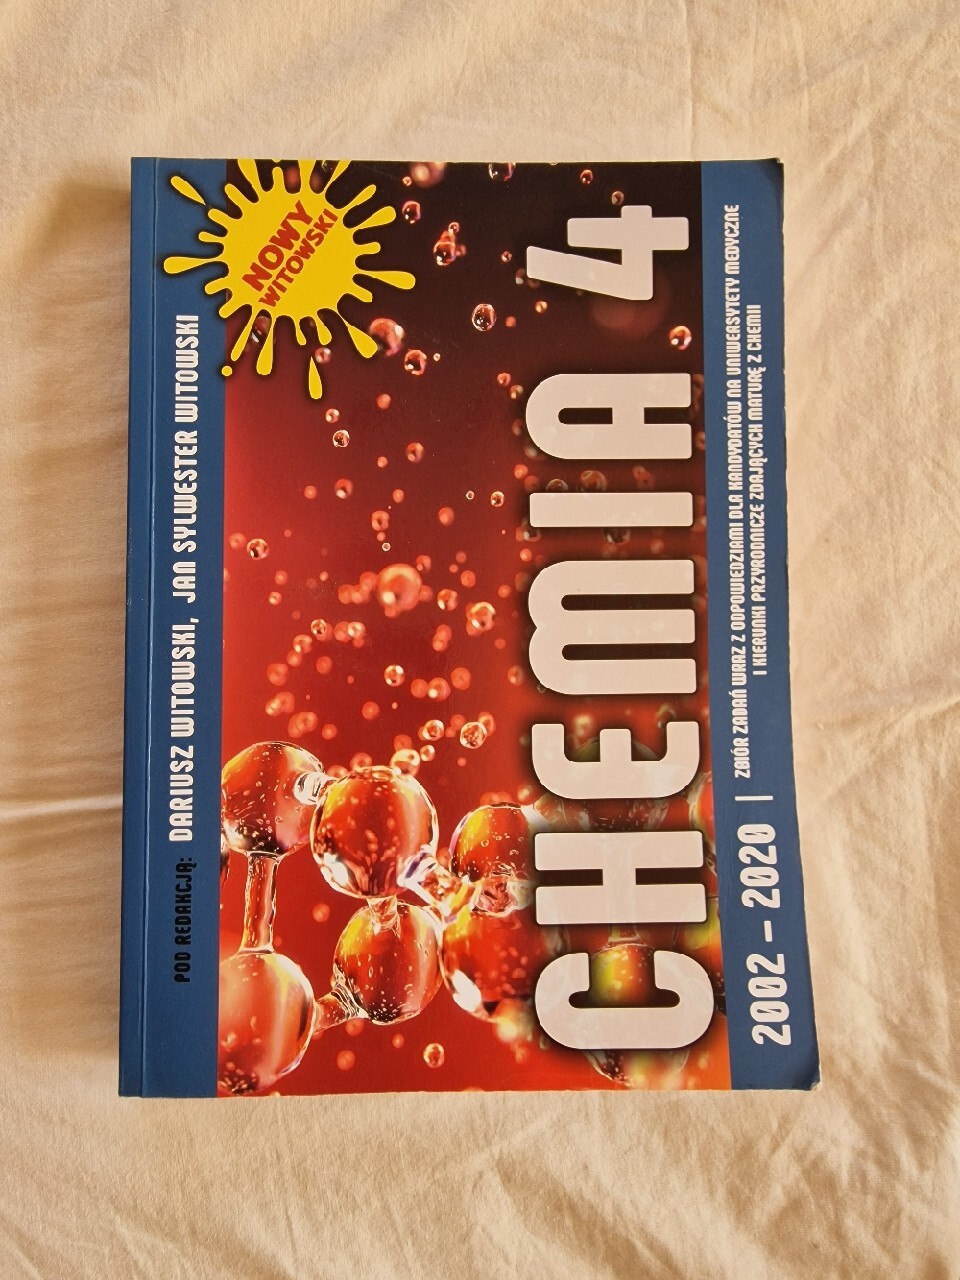 POD REDAKCJĄ: DARIUSZ WITOWSKI, JAN SYLWESTER WITOWSKI
NOWY
WITOWSKI
CHEMIA 4
2002 - 2020 | ZBIÓR ZADAŃ WRAZ Z ODPOWIEDZIAMI DLA KANDYDATÓW NA UNIWERSYTETY MEDYCZNE
I KIERUNKI PRZYRODNICZE ZDAJĄCYCH MATURĘ Z CHEMII